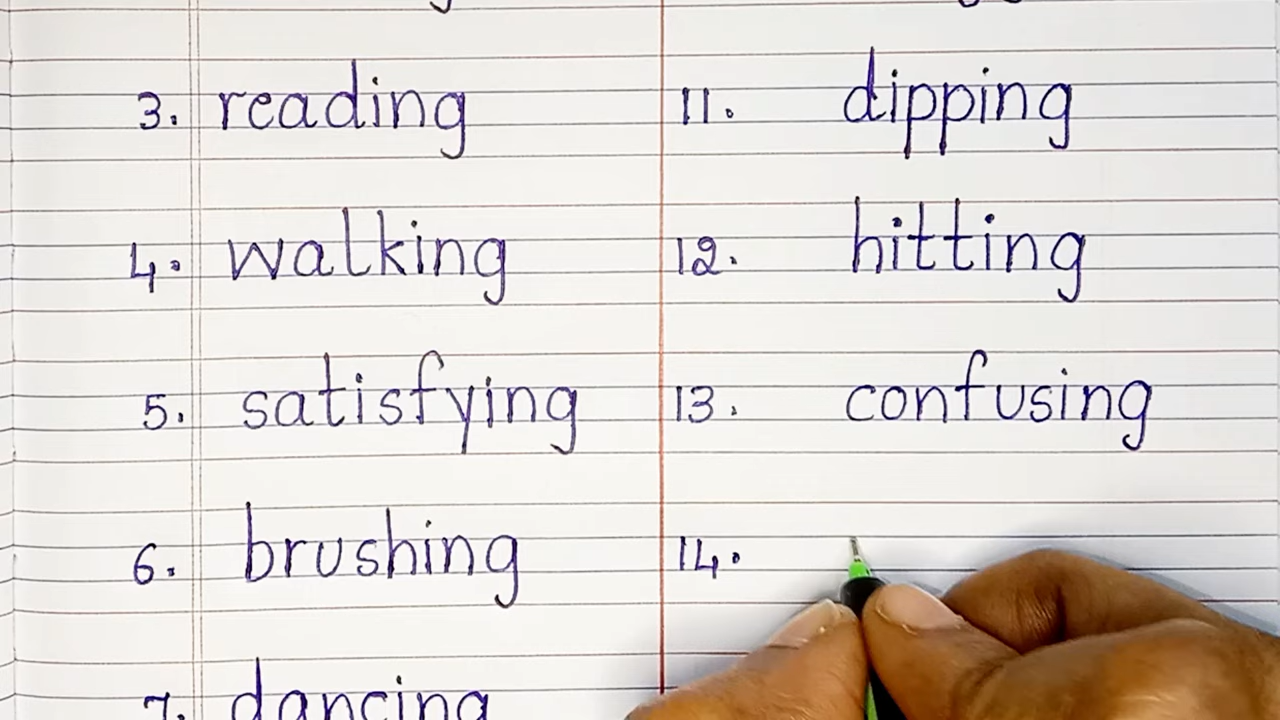 3. reading
4. walking
5. satisfying
6. brushing
7. dancing
11. dipping
12. hitting
13. confusing
14.